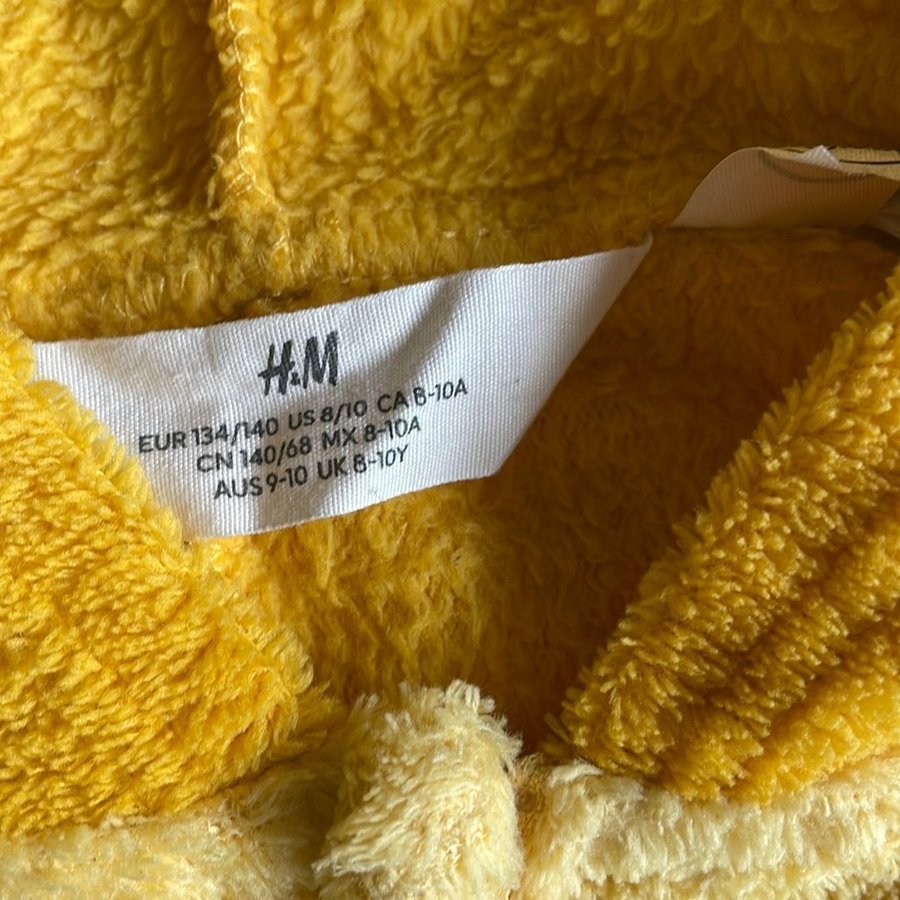 H&M
EUR 134/140 US 8/10 CA 8-10A
CN 140/68 MX 8-10A
AUS 9-10 UK 8-10Y